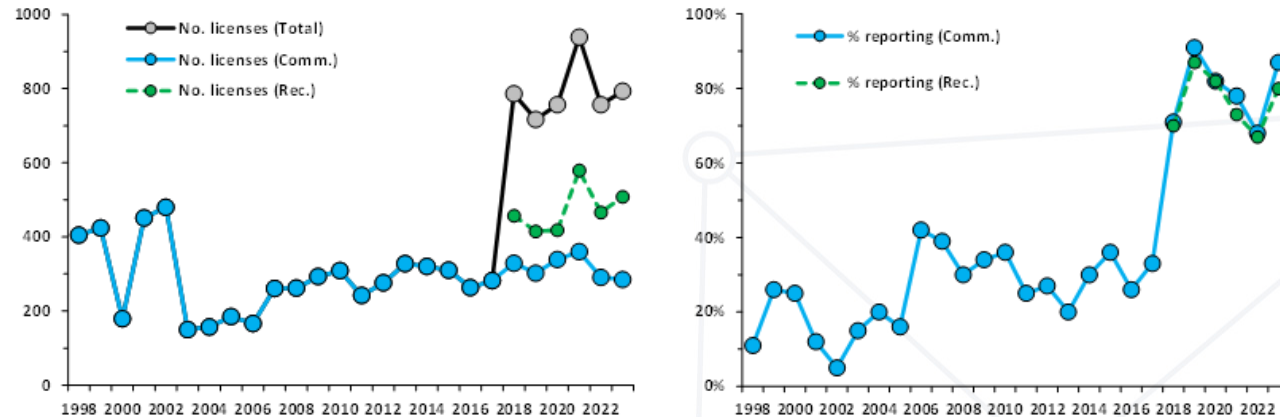 1000
800
600
400
200
0
No. licenses (Total)
No. licenses (Comm.)
No. licenses (Rec.)
1998 2000 2002 2004 2006 2008 2010 2012 2014 2016 2018 2020 2022
100%
80%
60%
40%
20%
0%
% reporting (Comm.)
% reporting (Rec.)
1998 2000 2002 2004 2006 2008 2010 2012 2014 2016 2018 2020 2022